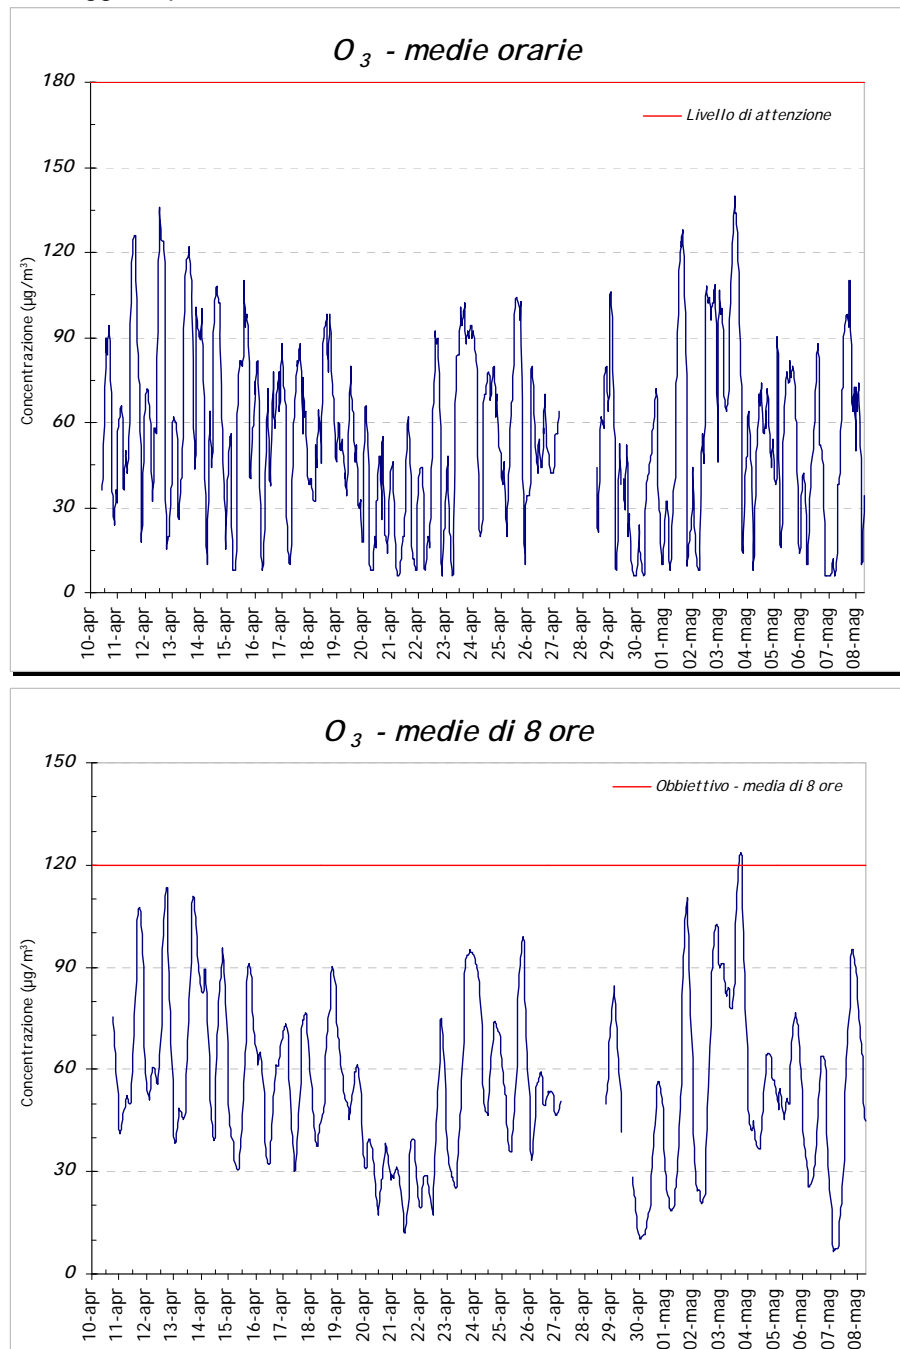 O 3 - medie orarie
180
150
120
90
60
30
0
Concentrazione (µg/m³)
Livello di attenzione
10-apr
11-apr
12-apr
13-apr
14-apr
15-apr
16-apr
17-apr
18-apr
19-apr
20-apr
21-apr
22-apr
23-apr
24-apr
25-apr
26-apr
27-apr
28-apr
29-apr
30-apr
01-mag
02-mag
03-mag
04-mag
05-mag
06-mag
07-mag
08-mag
O 3 - medie di 8 ore
150
120
90
60
30
0
Concentrazione (µg/m³)
Obbiettivo - media di 8 ore
10-apr
11-apr
12-apr
13-apr
14-apr
15-apr
16-apr
17-apr
18-apr
19-apr
20-apr
21-apr
22-apr
23-apr
24-apr
25-apr
26-apr
27-apr
28-apr
29-apr
30-apr
01-mag
02-mag
03-mag
04-mag
05-mag
06-mag
07-mag
08-mag